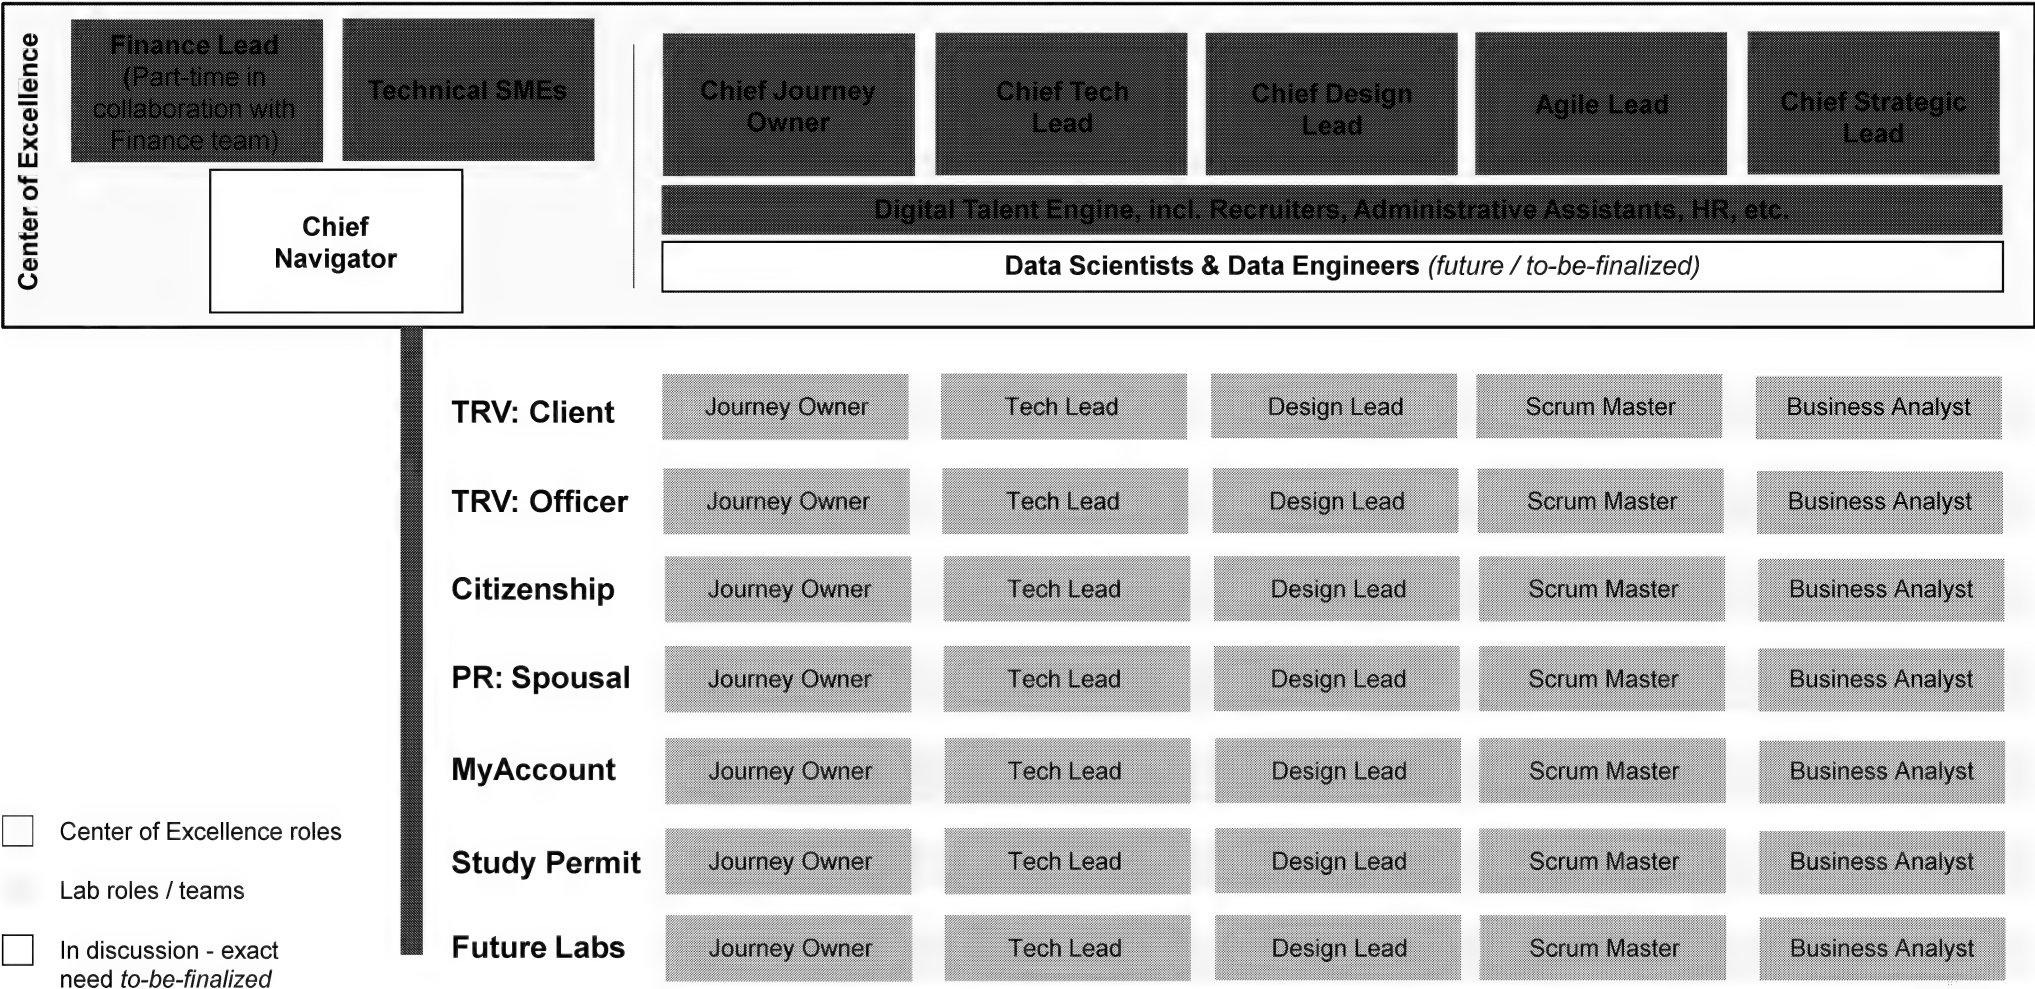 Center of Excellence
Finance Lead
(Part-time in
collaboration with
Finance team)
Technical SMEs
Chief
Navigator
Chief Journey
Owner
Chief Tech
Lead
Chief Design
Lead
Agile Lead
Chief Strategic
Lead
Digital Talent Engine, incl. Recruiters, Administrative Assistants, HR, etc.
Data Scientists & Data Engineers (future / to-be-finalized)
TRV: Client
Journey Owner
Tech Lead
Design Lead
Scrum Master
Business Analyst
TRV: Officer
Journey Owner
Tech Lead
Design Lead
Scrum Master
Business Analyst
Citizenship
Journey Owner
Tech Lead
Design Lead
Scrum Master
Business Analyst
PR: Spousal
Journey Owner
Tech Lead
Design Lead
Scrum Master
Business Analyst
MyAccount
Journey Owner
Tech Lead
Design Lead
Scrum Master
Business Analyst
Study Permit
Journey Owner
Tech Lead
Design Lead
Scrum Master
Business Analyst
Future Labs
Journey Owner
Tech Lead
Design Lead
Scrum Master
Business Analyst
Center of Excellence roles
Lab roles / teams
In discussion - exact
need to-be-finalized